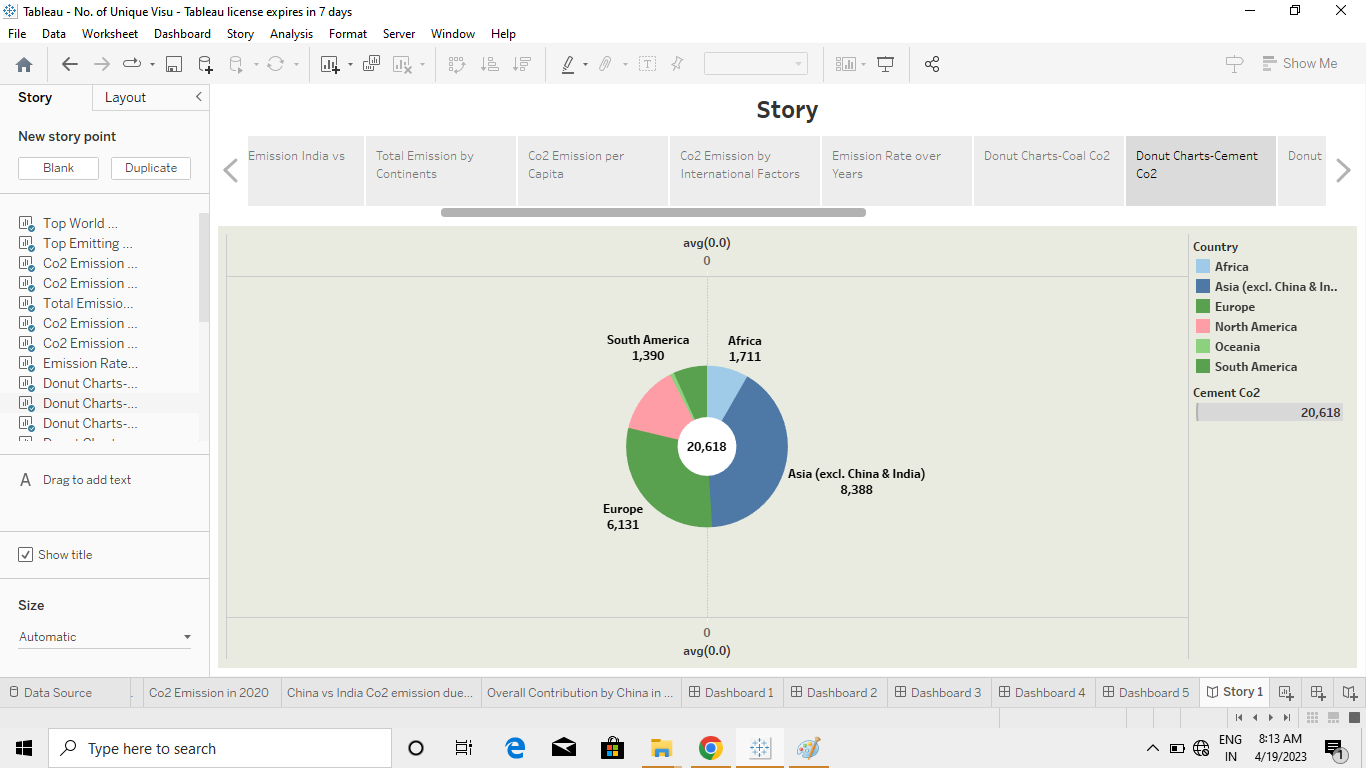 Tableau - No. of Unique Visu - Tableau license expires in 7 days
File Data Worksheet Dashboard Story Analysis Format Server Window Help
Show Me
Story Layout
New story point
Blank Duplicate
Top World ...
Top Emitting ...
Co2 Emission ...
Co2 Emission ...
Total Emissio...
Co2 Emission ...
Co2 Emission ...
Emission Rate...
Donut Charts-...
Donut Charts-...
Donut Charts-...
A Drag to add text
Show title
Size
Automatic
Story
Emission India vs
Total Emission by
Continents
Co2 Emission per
Capita
Co2 Emission by
International Factors
Emission Rate over
Years
Donut Charts-Coal Co2
Donut Charts-Cement
Co2
Donut
avg(0.0)
0
South America
1,390
Africa
1,711
20,618
Asia (excl. China & India)
8,388
Europe
6,131
0
avg(0.0)
Country
Africa
Asia (excl. China & In..
Europe
North America
Oceania
South America
Cement Co2
20,618
Data Source Co2 Emission in 2020 China vs India Co2 emission due... Overall Contribution by China in ... Dashboard 1 Dashboard 2 Dashboard 3 Dashboard 4 Dashboard 5 Story 1
Type here to search
ENG
IN
8:13 AM
4/19/2023
1